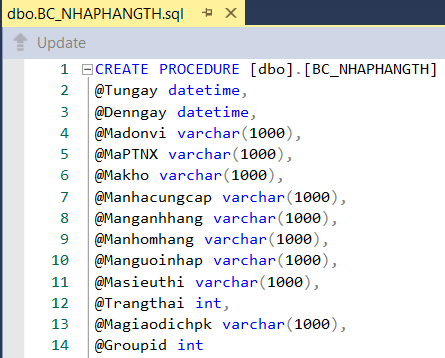 dbo.BC_NHAPHANGTH.sql
Update
1 CREATE PROCEDURE [dbo].[BC_NHAPHANGTH]
2 @Tungay datetime,
3 @Denngay datetime,
4 @Madonvi varchar(1000),
5 @MaPTNX varchar(1000),
6 @Makho varchar(1000),
7 @Manhacungcap varchar(1000),
8 @Manganhhang varchar(1000),
9 @Manhomhang varchar(1000),
10 @Manguoinhap varchar(1000),
11 @Masieuthi varchar(1000),
12 @Trangthai int,
13 @Magiaodichpk varchar(1000),
14 @Groupid int